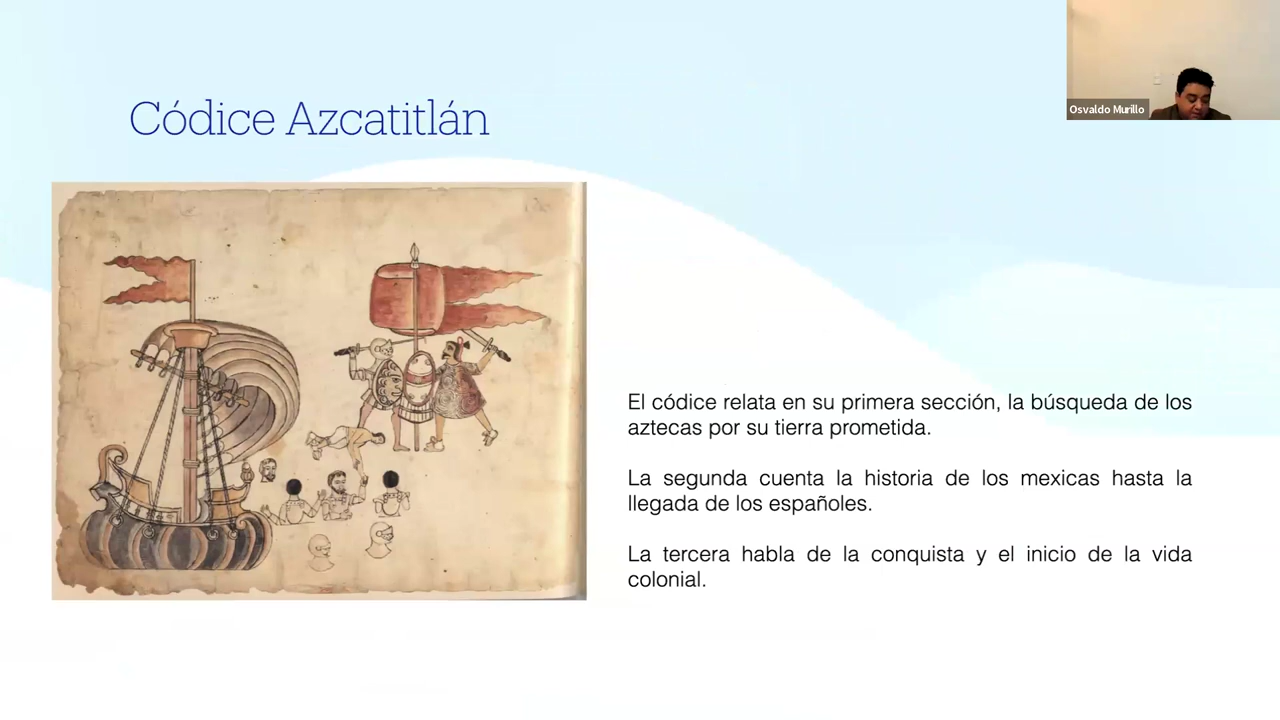 Osvaldo Murillo
Códice Azcatitlán
El códice relata en su primera sección, la búsqueda de los
aztecas por su tierra prometida.
La segunda cuenta la historia de los mexicas hasta la
llegada de los españoles.
La tercera habla de la conquista y el inicio de la vida
colonial.